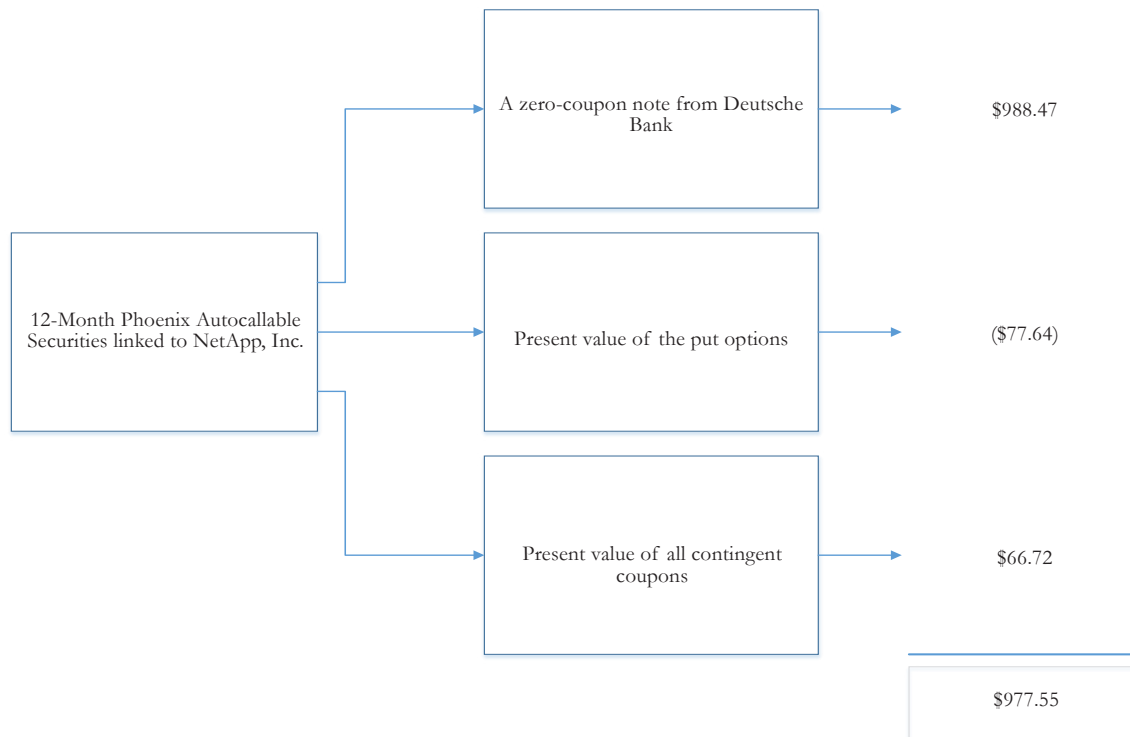 A zero-coupon note from Deutsche
Bank
$988.47
12-Month Phoenix Autocallable
Securities linked to NetApp, Inc.
Present value of the put options
($77.64)
Present value of all contingent
coupons
$66.72
$977.55